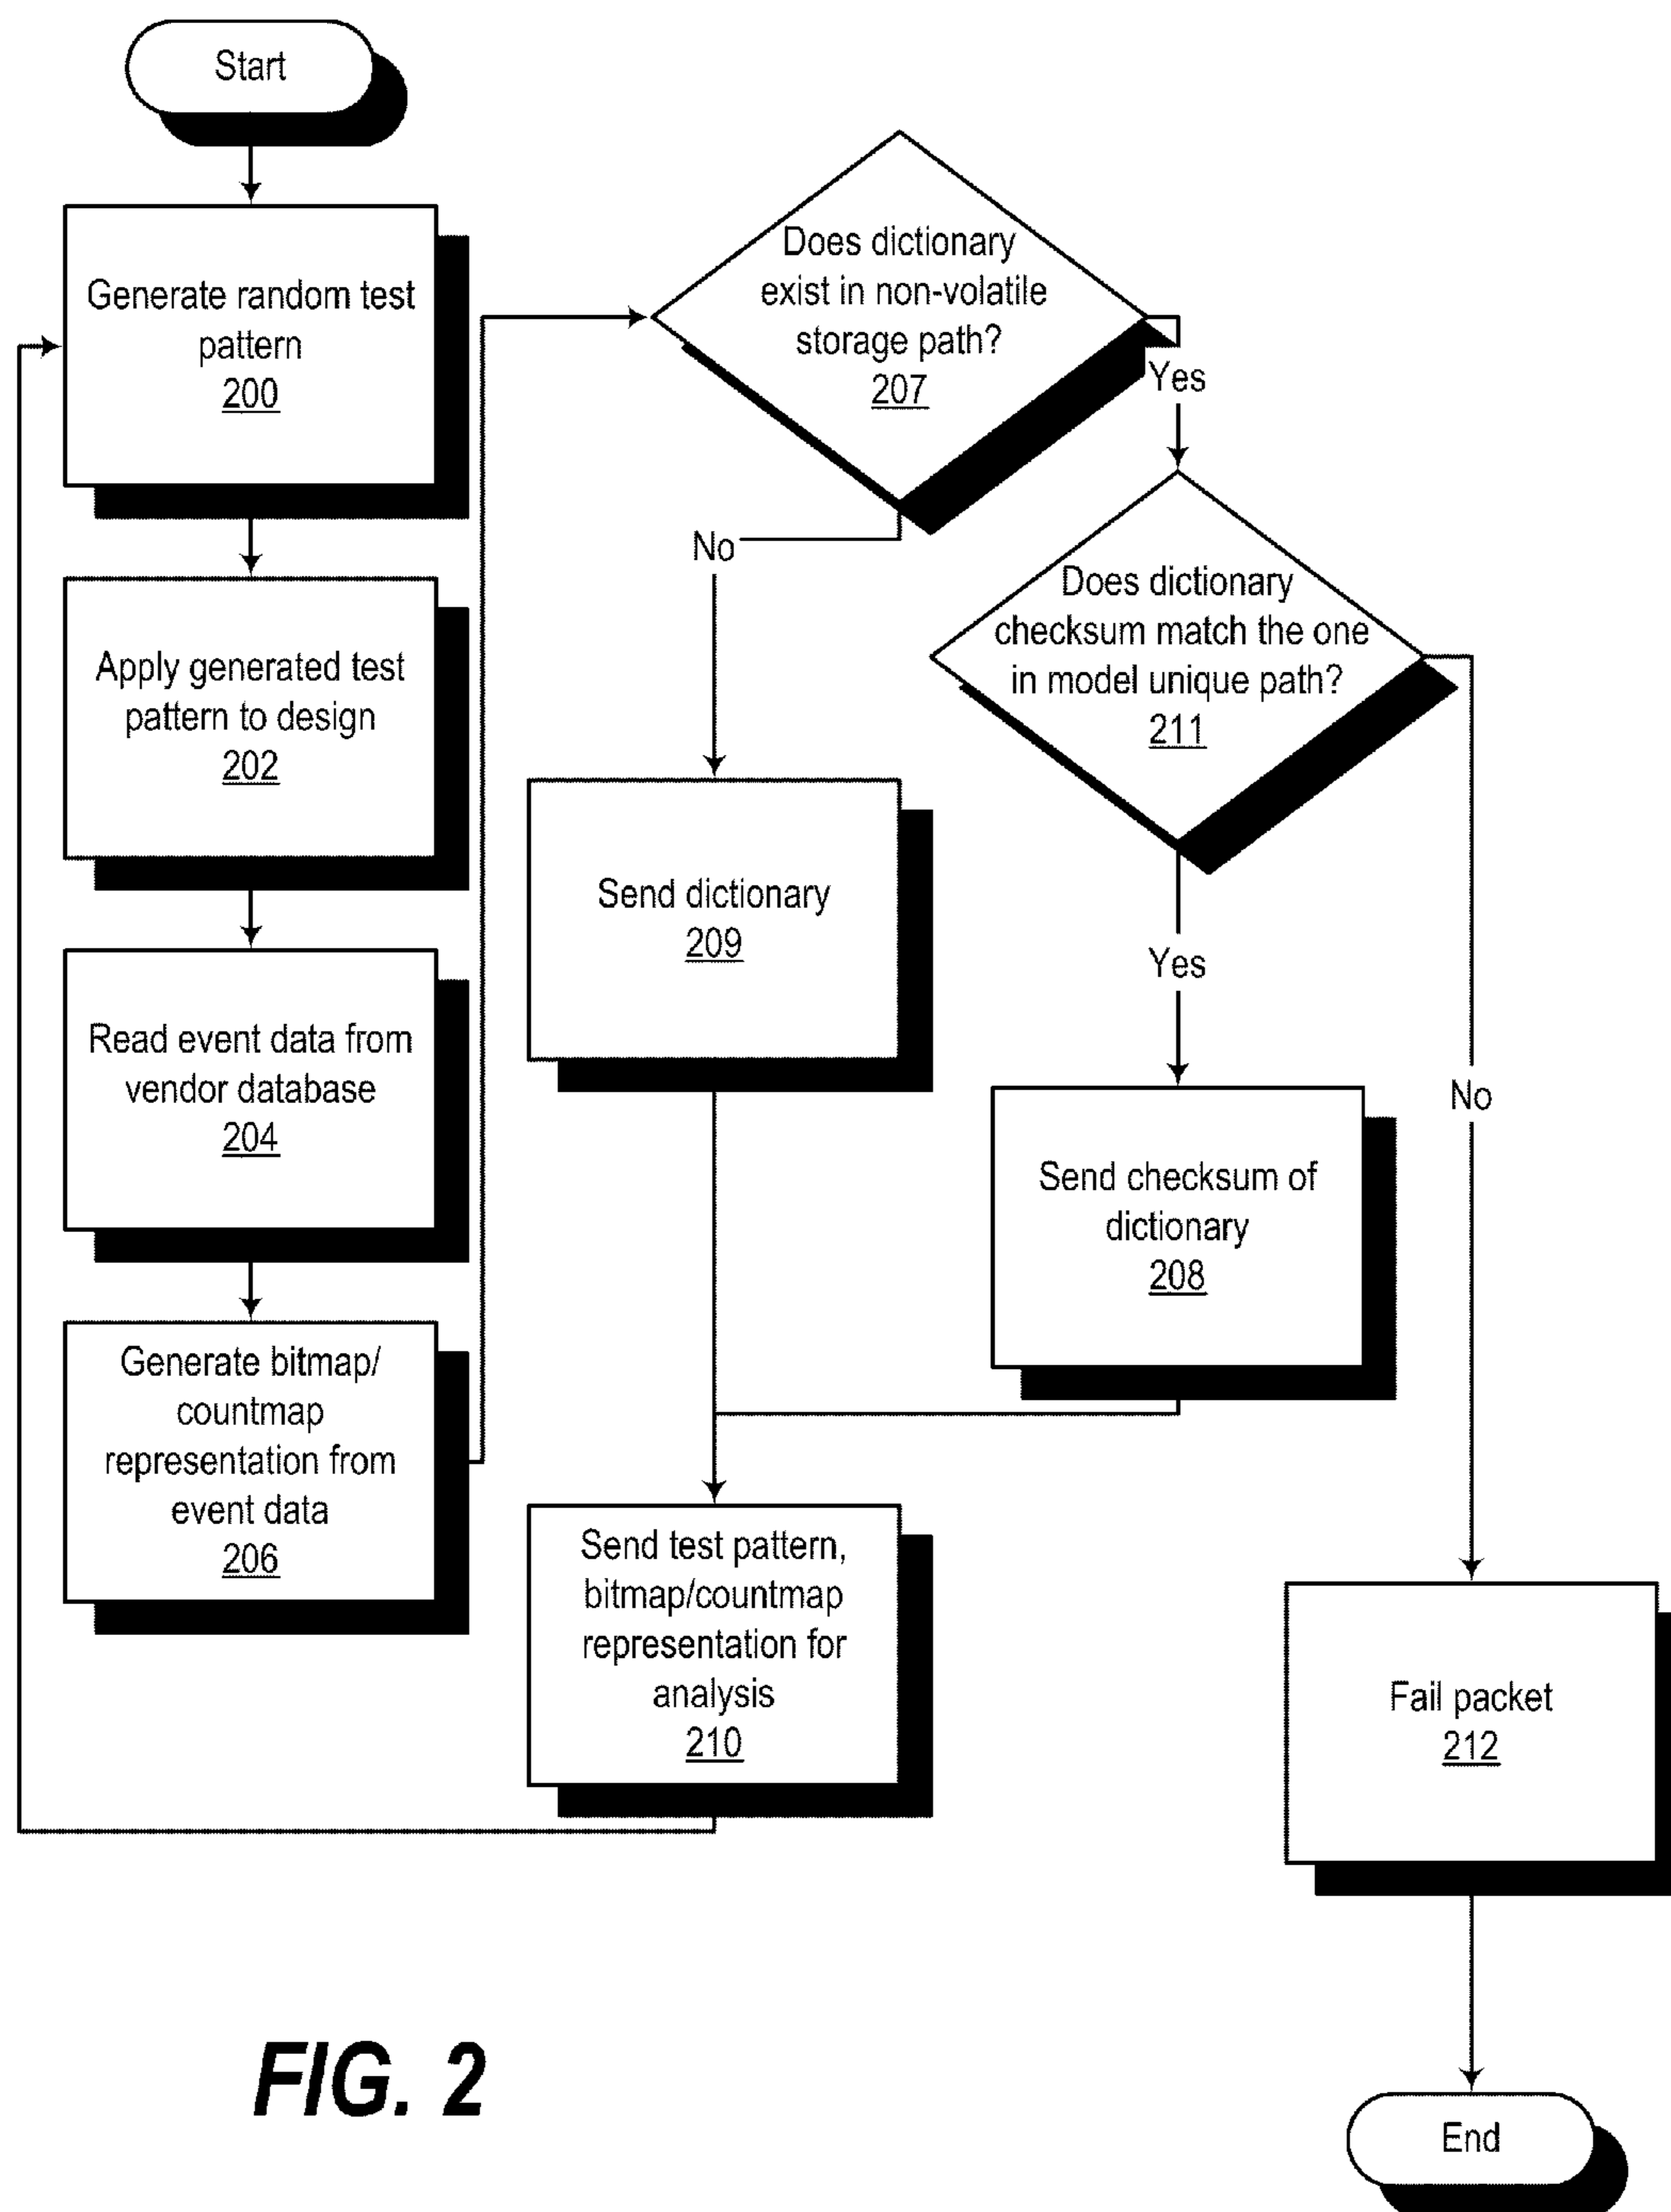 Start
Generate random test
pattern
200
Apply generated test
pattern to design
202
Read event data from
vendor database
204
Generate bitmap/
countmap
representation from
event data
206
Does dictionary
exist in non-volatile
storage path?
207
Yes
No
Does dictionary
checksum match the one
in model unique path?
211
Send dictionary
209
Yes
No
Send checksum of
dictionary
208
Send test pattern,
bitmap/countmap
representation for
analysis
210
Fail packet
212
End
FIG. 2